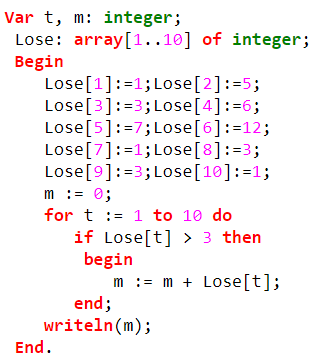 Var t, m: integer;
Lose: array[1..10] of integer;
Begin
Lose[1]:=1;Lose[2]:=5;
Lose[3]:=3;Lose[4]:=6;
Lose[5]:=7;Lose[6]:=12;
Lose[7]:=1;Lose[8]:=3;
Lose[9]:=3;Lose[10]:=1;
m := 0;
for t := 1 to 10 do
if Lose[t] > 3 then
begin
m := m + Lose[t];
end;
writeln(m);
End.